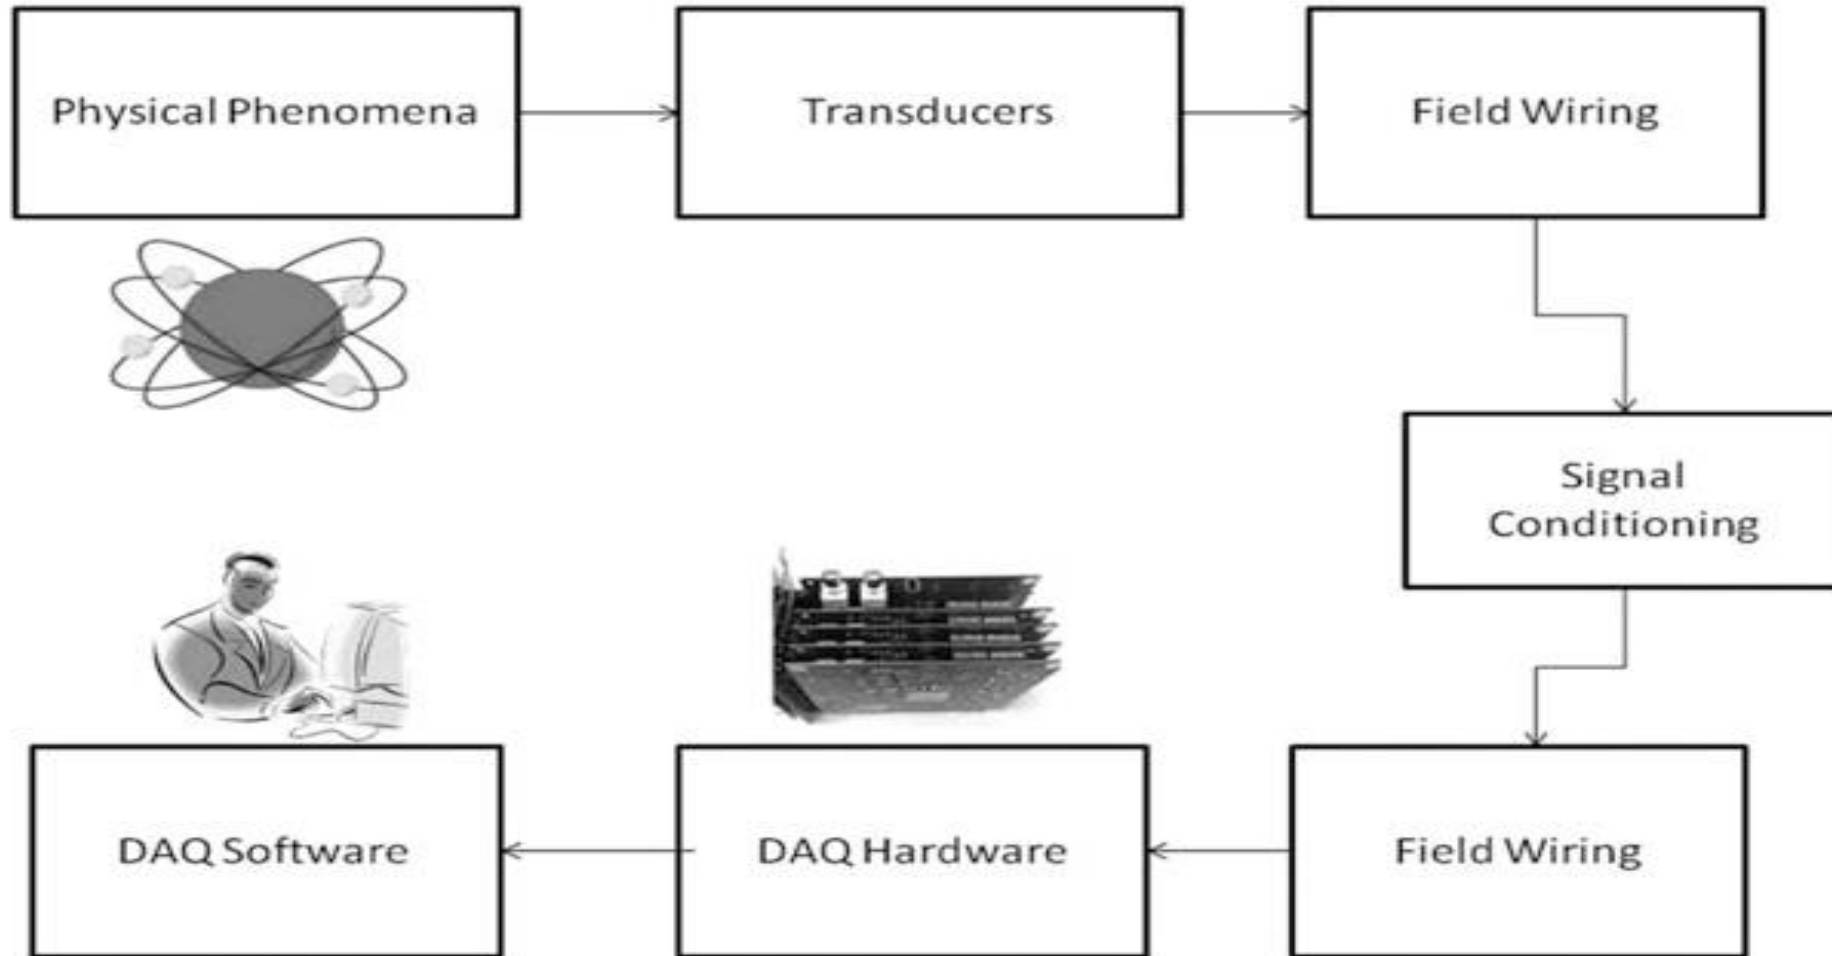 Physical Phenomena
Transducers
Field Wiring
Signal
Conditioning
Field Wiring
DAQ Hardware
DAQ Software